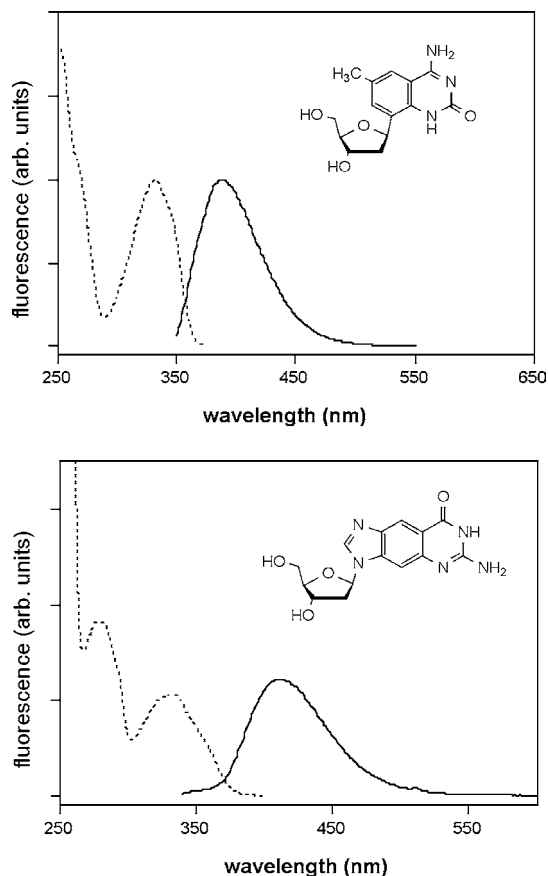 fluorescence (arb. units)
NH2
H3C
N
HO
O
N
H
O
HO
250
350
450
550
650
wavelength (nm)
fluorescence (arb. units)
O
N
NH
HO
O
N
N
NH2
HO
250
350
450
550
wavelength (nm)